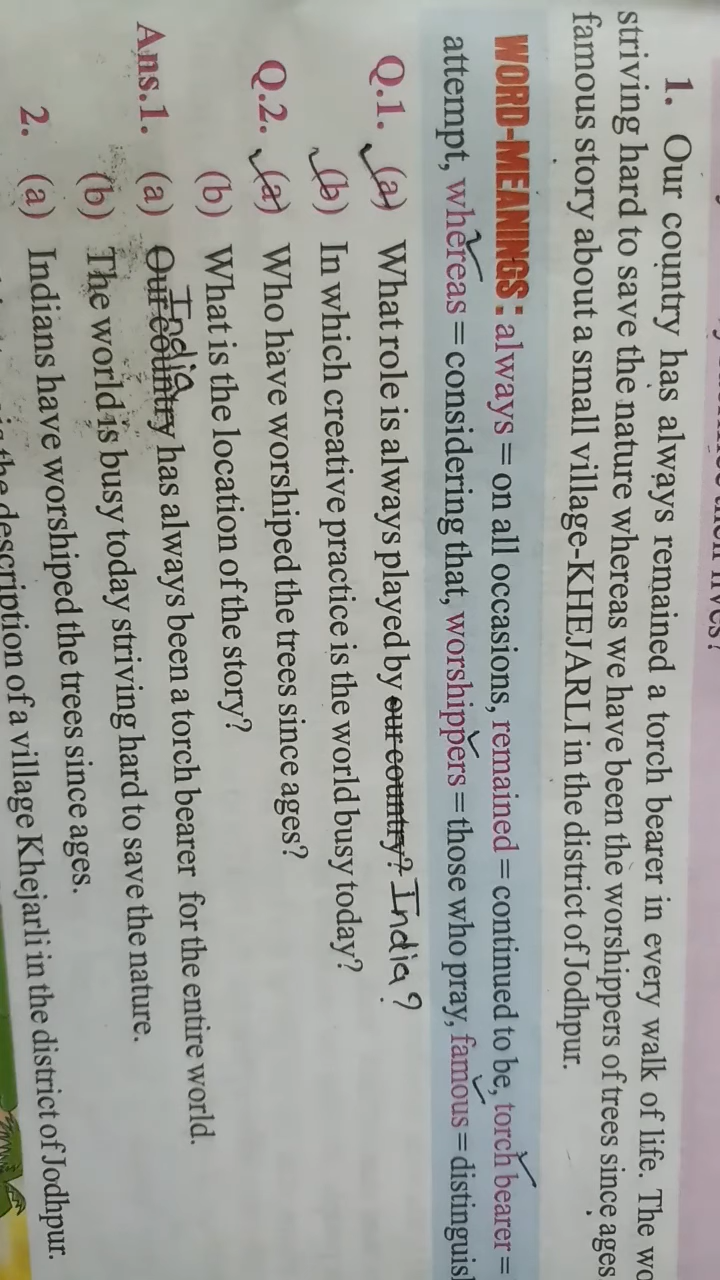 lives?
1. Our country has always remained a torch bearer in every walk of life. The
striving hard to save the nature whereas we have been the worshippers of trees since ages
famous story about a small village-KHEJARLI in the district of Jodhpur.
WORD-MEANINGS : always = on all occasions, remained = continued to be, torch bearer =
attempt, whereas = considering that, worshippers = those who pray, famous =
Q.1. (a) What role is always played by our country? India?
(b) In which creative practice is the world busy today?
Q.2. (a) Who have worshiped the trees since ages?
(b) What is the location of the story?
India
Ans.1. (a) Our country has always been a torch bearer for the entire world.
(b) The world is busy today striving hard to save the nature.
2. (a) Indians have worshiped the trees since ages.
the description of a village Khejarli in the district of Jodhpur.